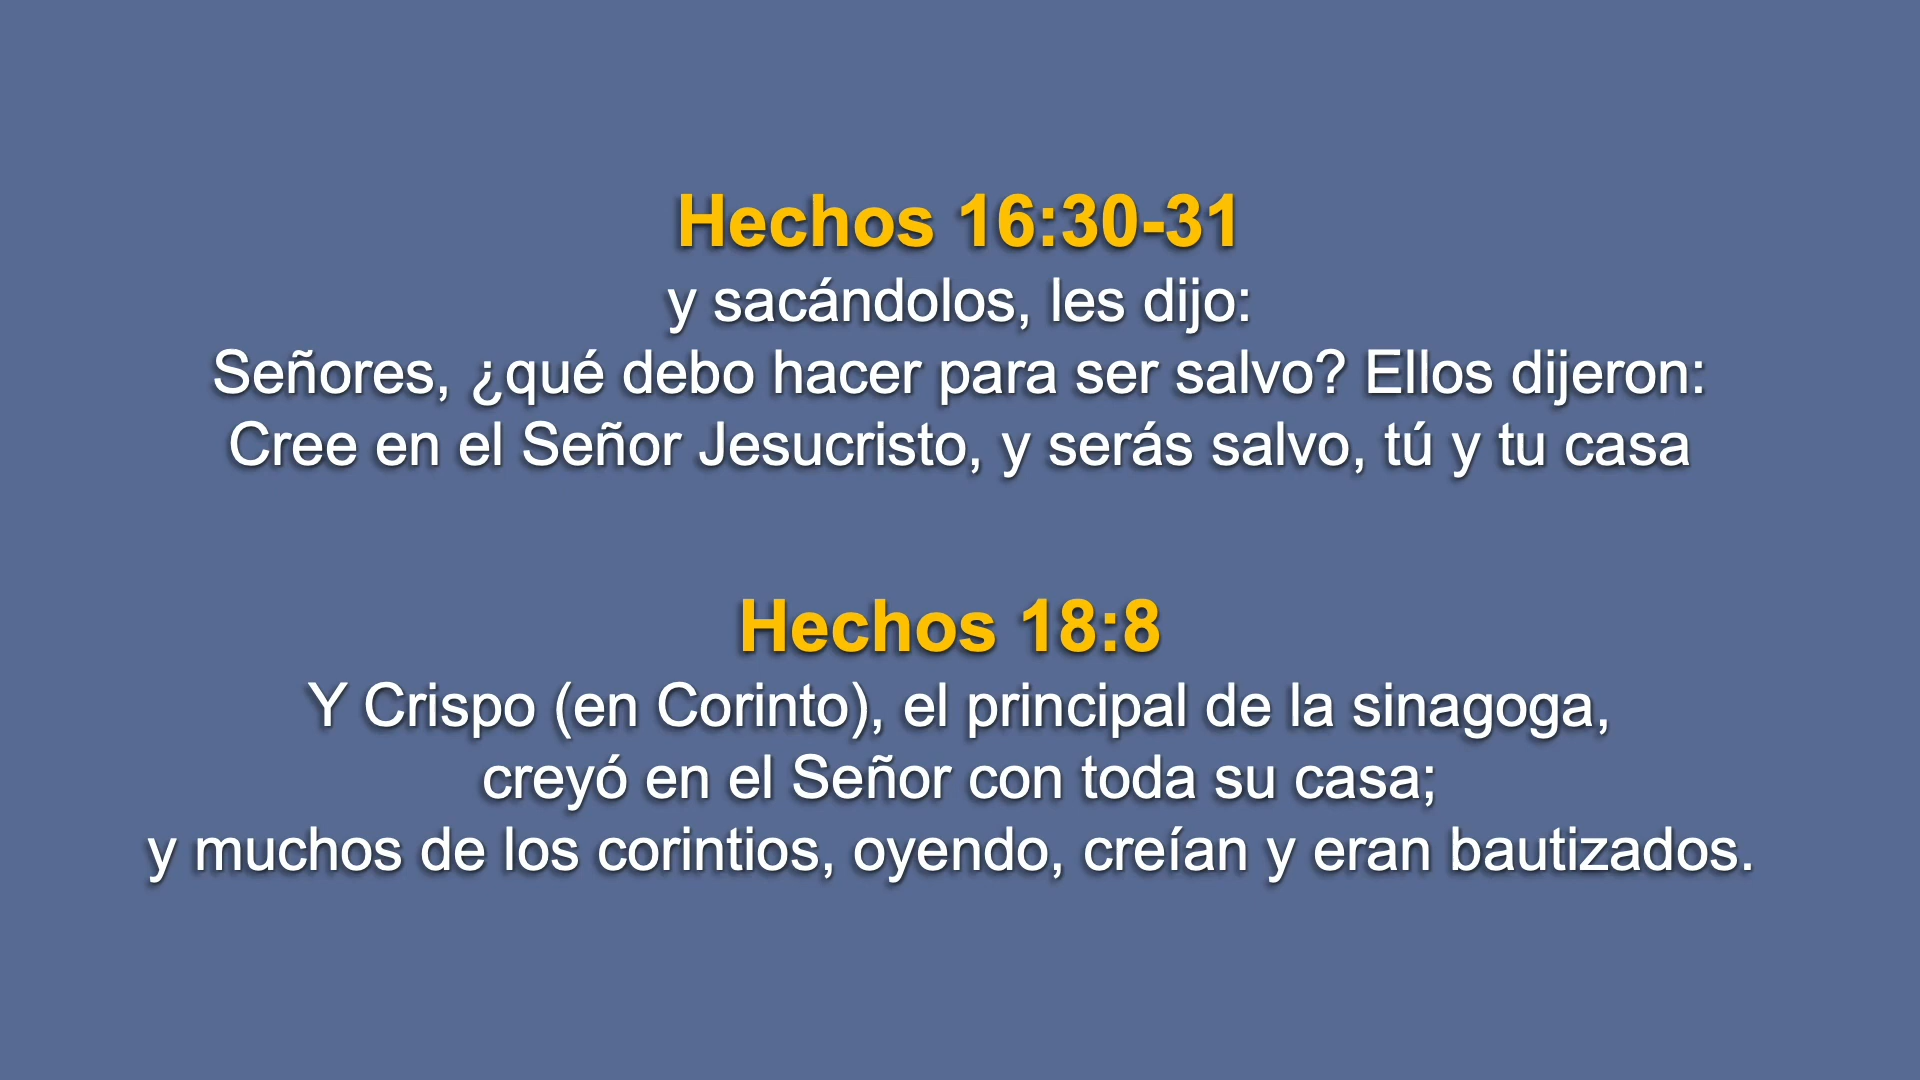 Hechos 16:30-31
y sacándolos, les dijo:
Señores, ¿qué debo hacer para ser salvo? Ellos dijeron:
Cree en el Señor Jesucristo, y serás salvo, tú y tu casa
Hechos 18:8
Y Crispo (en Corinto), el principal de la sinagoga,
creyó en el Señor con toda su casa;
y muchos de los corintios, oyendo, creían y eran bautizados.